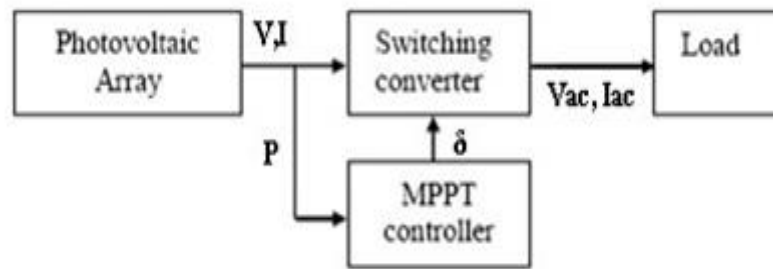 Photovoltaic
Array
V,I
Switching
converter
Load
Vac, Iac
P
δ
MPPT
controller